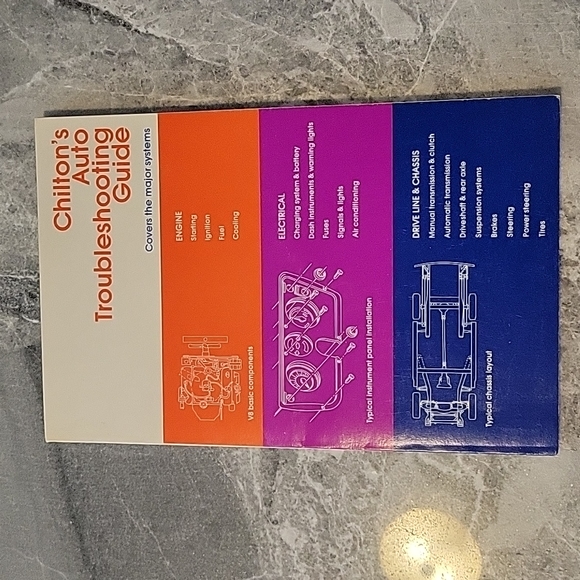 Chilton's
Auto
Troubleshooting
Guide
Covers the major systems
ENGINE
Starting
Ignition
Fuel
Cooling
V8 basic components
ELECTRICAL
Charging system & battery
Dash instruments & warning lights
Fuses
Signals & lights
Air conditioning
Typical instrument panel installation
DRIVE LINE & CHASSIS
Manual transmission & clutch
Automatic transmission
Driveshaft & rear axle
Suspension systems
Brakes
Steering
Power steering
Tires
Typical chassis layout